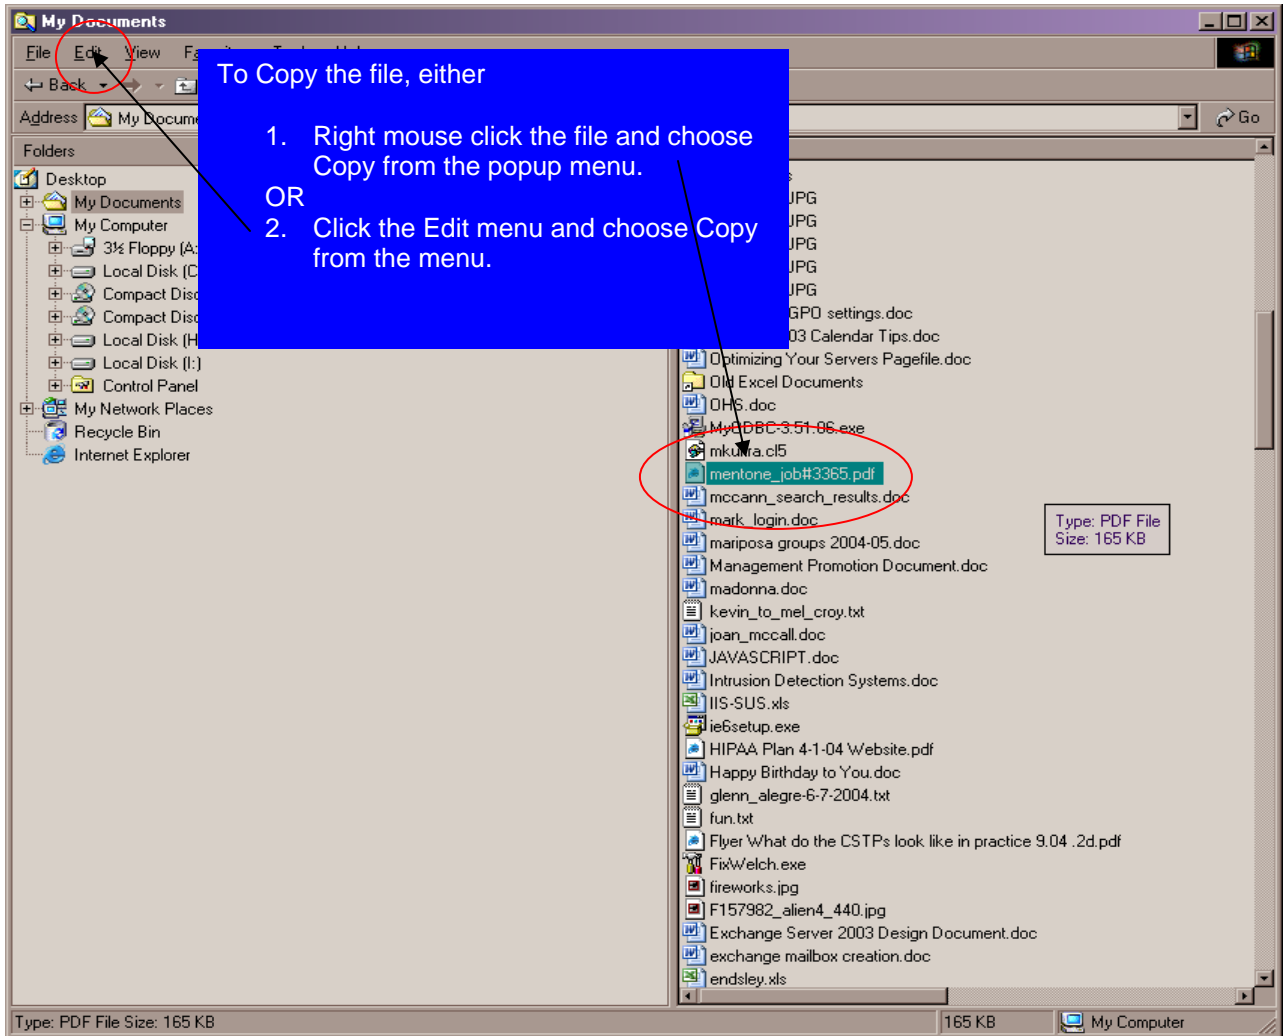 My Documents
File Edit View
Back
Address My Docume
Go
To Copy the file, either
1. Right mouse click the file and choose
Copy from the popup menu.
OR
2. Click the Edit menu and choose Copy
from the menu.
Folders
Desktop
My Documents
My Computer
3½ Floppy (A:
Local Disk (C
Compact Disc
Compact Disc
Local Disk (H
Local Disk (I:)
Control Panel
My Network Places
Recycle Bin
Internet Explorer
JPG
JPG
JPG
JPG
JPG
GPO settings.doc
03 Calendar Tips.doc
Optimizing Your Servers Pagefile.doc
Old Excel Documents
OHS.doc
MyODBC-3.51.06.exe
mentone_job#3365.pdf
mccann_search_results.doc
mark_login.doc
mariposa groups 2004-05.doc
Management Promotion Document.doc
madonna.doc
kevin_to_mel_croy.txt
joan_mccall.doc
JAVASCRIPT.doc
Intrusion Detection Systems.doc
IIS-SUS.xls
ie6setup.exe
HIPAA Plan 4-1-04 Website.pdf
Happy Birthday to You.doc
glenn_alegre-6-7-2004.txt
fun.txt
Flyer What do the CSTPs look like in practice 9.04 .2d.pdf
FixWelch.exe
fireworks.jpg
F157982_alien4_440.jpg
Exchange Server 2003 Design Document.doc
exchange mailbox creation.doc
endsley.xls
Type: PDF File
Size: 165 KB
Type: PDF File Size: 165 KB
165 KB
My Computer